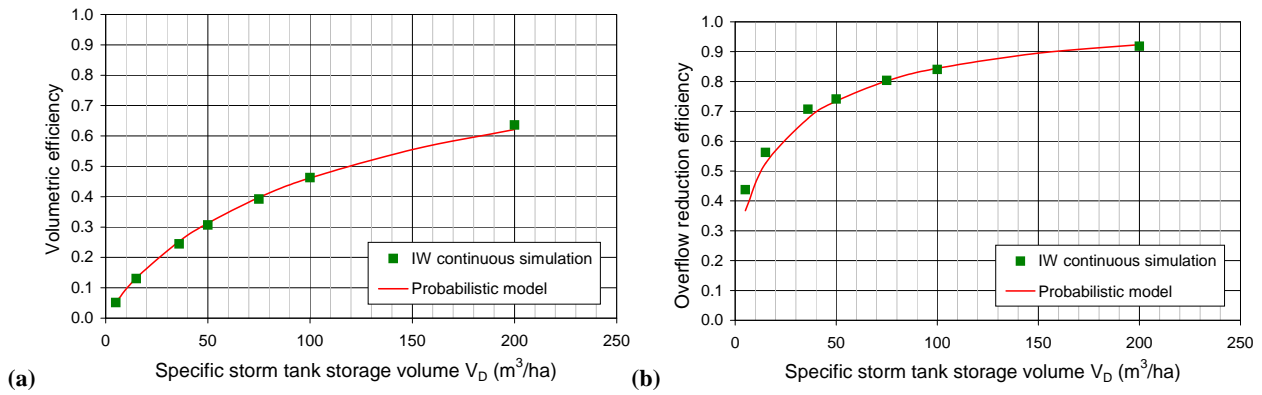 1.0
0.9
0.8
0.7
0.6
0.5
0.4
0.3
0.2
0.1
0.0
Volumetric efficiency
IW continuous simulation
Probabilistic model
0 50 100 150 200 250
Specific storm tank storage volume V_D (m³/ha)
(a)
1.0
0.9
0.8
0.7
0.6
0.5
0.4
0.3
0.2
0.1
0.0
Overflow reduction efficiency
IW continuous simulation
Probabilistic model
0 50 100 150 200 250
Specific storm tank storage volume V_D (m³/ha)
(b)